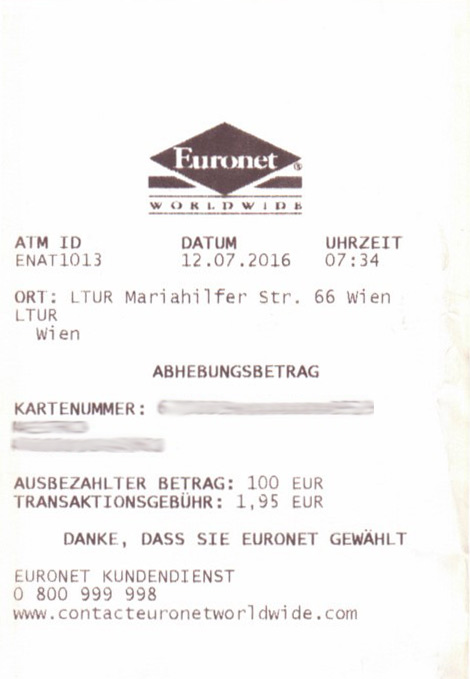 Euronet
WORLDWIDE
ATM ID DATUM UHRZEIT
ENAT1013 12.07.2016 07:34
ORT: LTUR Mariahilfer Str. 66 Wien
LTUR
Wien
ABHEBUNGSBETRAG
KARTENUMMER:
AUSBEZAHLTER BETRAG: 100 EUR
TRANSAKTIONSGEBÜHR: 1,95 EUR
DANKE, DASS SIE EURONET GEWÄHLT
EURONET KUNDENDIENST
0 800 999 998
www.contacteuronetworldwide.com